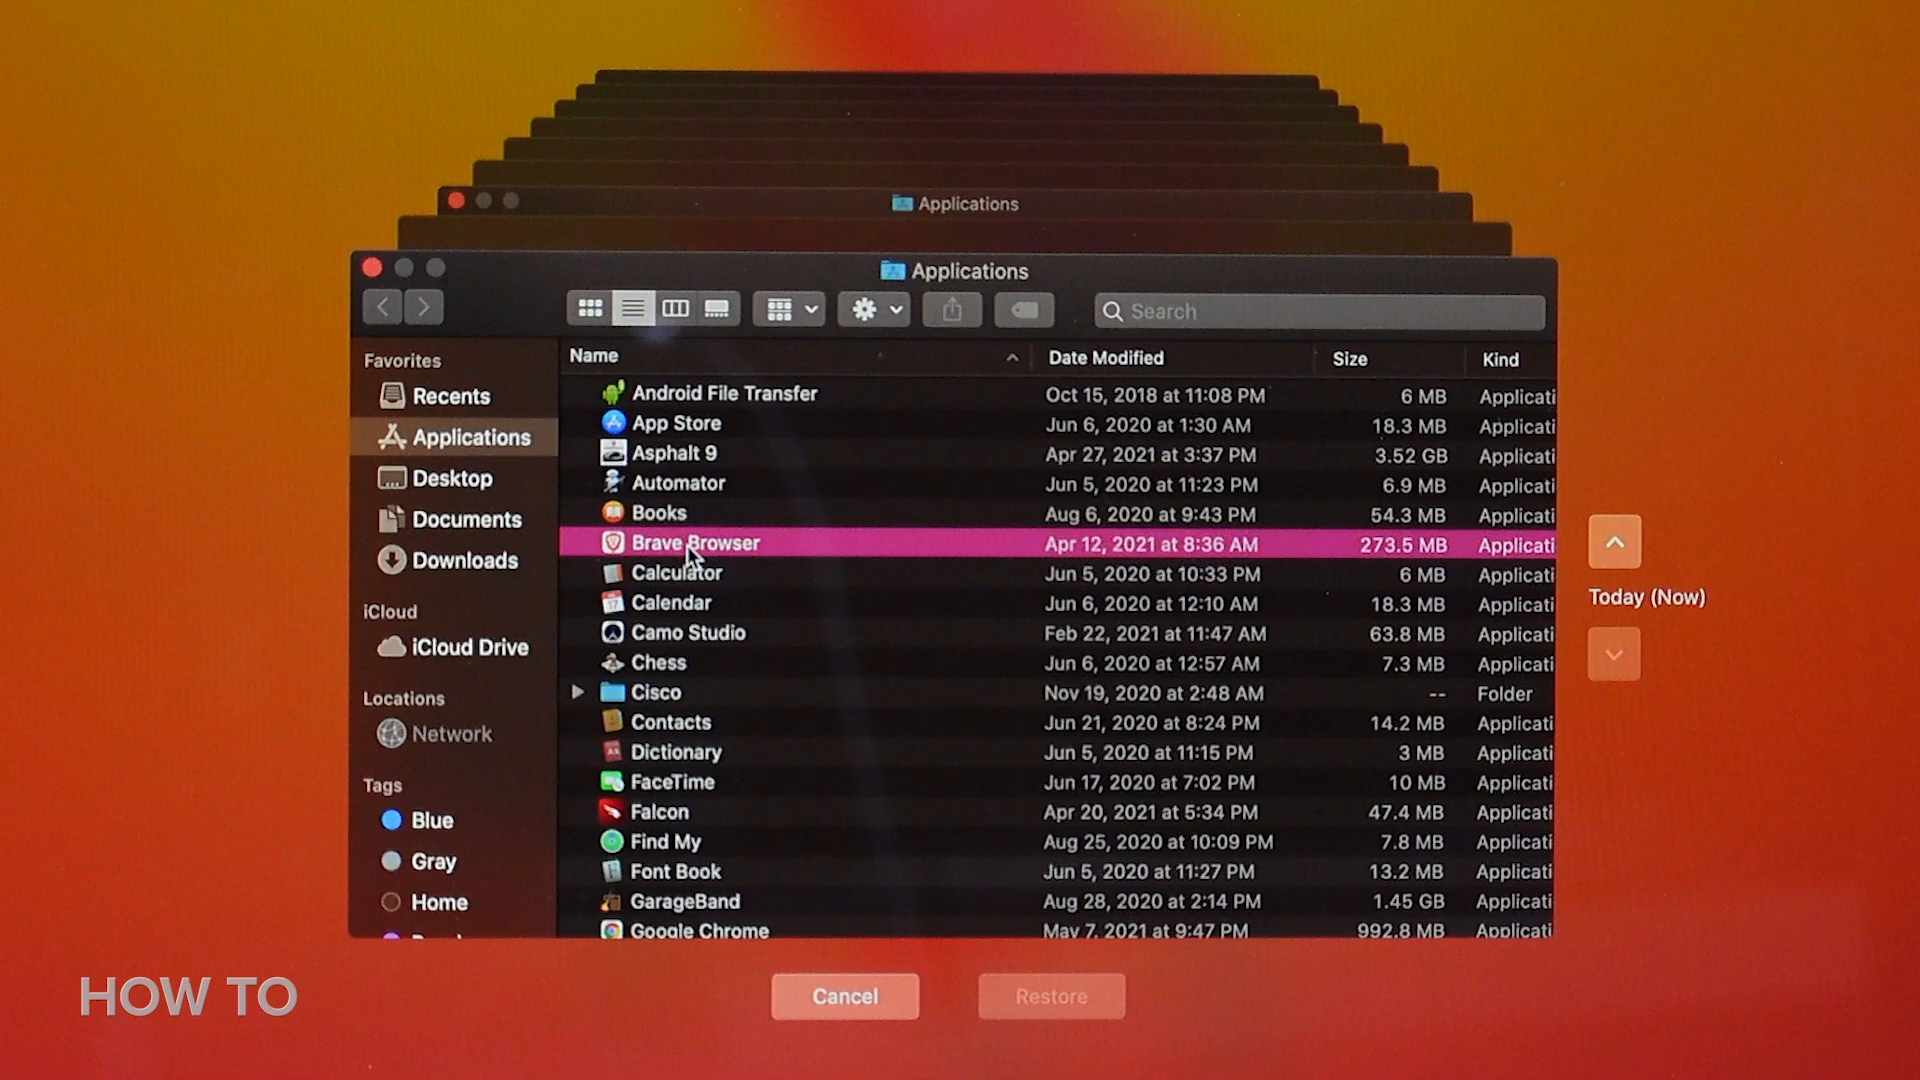 Applications
Applications
Search
Favorites
Recents
Applications
Desktop
Documents
Downloads
iCloud
iCloud Drive
Locations
Network
Tags
Blue
Gray
Home
Name Date Modified Size Kind
Android File Transfer Oct 15, 2018 at 11:08 PM 6 MB Applicati
App Store Jun 6, 2020 at 1:30 AM 18.3 MB Applicati
Asphalt 9 Apr 27, 2021 at 3:37 PM 3.52 GB Applicati
Automator Jun 5, 2020 at 11:23 PM 6.9 MB Applicati
Books Aug 6, 2020 at 9:43 PM 54.3 MB Applicati
Brave Browser Apr 12, 2021 at 8:36 AM 273.5 MB Applicati
Calculator Jun 5, 2020 at 10:33 PM 6 MB Applicati
Calendar Jun 6, 2020 at 12:10 AM 18.3 MB Applicati
Camo Studio Feb 22, 2021 at 11:47 AM 63.8 MB Applicati
Chess Jun 6, 2020 at 12:57 AM 7.3 MB Applicati
Cisco Nov 19, 2020 at 2:48 AM -- Folder
Contacts Jun 21, 2020 at 8:24 PM 14.2 MB Applicati
Dictionary Jun 5, 2020 at 11:15 PM 3 MB Applicati
FaceTime Jun 17, 2020 at 7:02 PM 10 MB Applicati
Falcon Apr 20, 2021 at 5:34 PM 47.4 MB Applicati
Find My Aug 25, 2020 at 10:09 PM 7.8 MB Applicati
Font Book Jun 5, 2020 at 11:27 PM 13.2 MB Applicati
GarageBand Aug 28, 2020 at 2:14 PM 1.45 GB Applicati
Google Chrome May 7, 2021 at 9:47 PM 992.8 MB Applicati
Today (Now)
Cancel
Restore
HOW TO